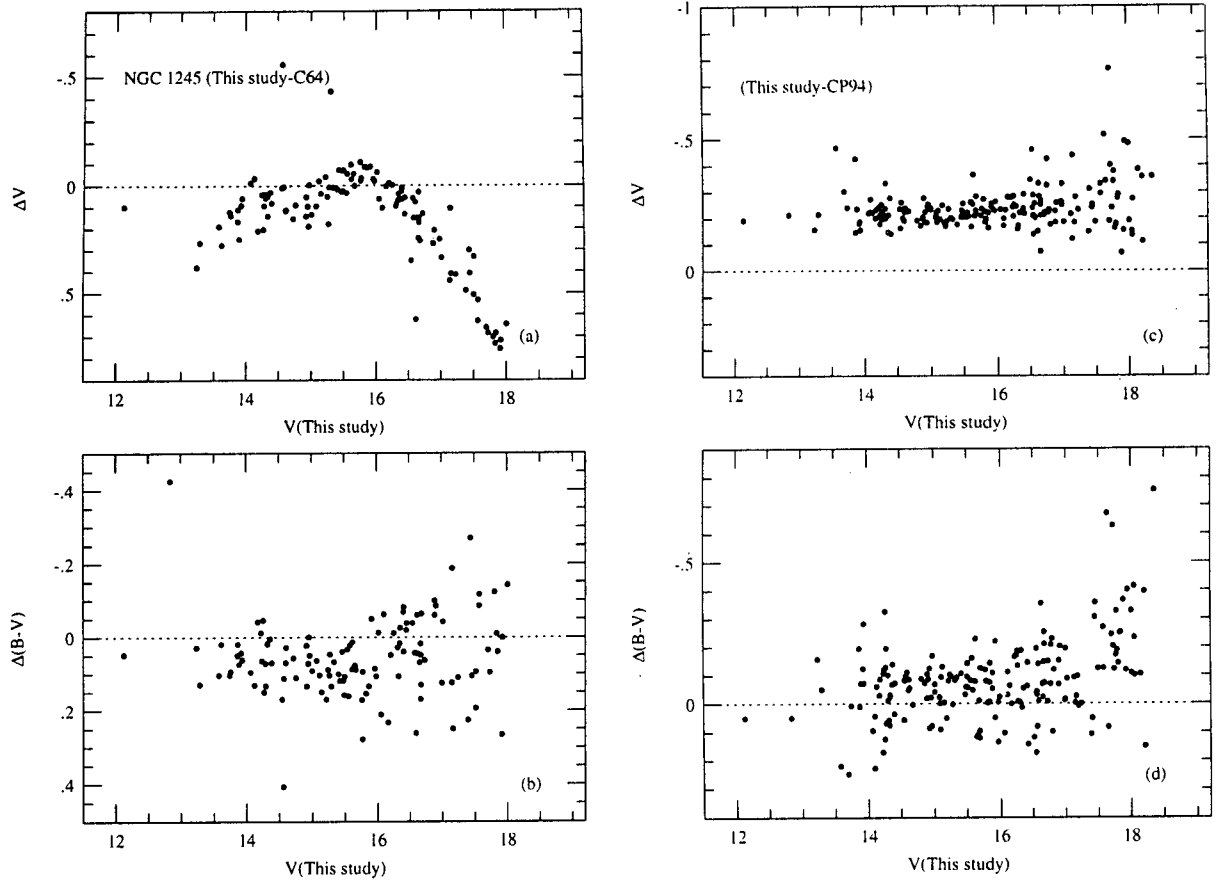 -.5
NGC 1245 (This study-C64)
0
ΔV
.5
(a)
12
14
16
18
V(This study)
-.4
-.2
0
Δ(B-V)
.2
.4
(b)
12
14
16
18
V(This study)
-1
(This study-CP94)
-.5
ΔV
0
(c)
12
14
16
18
V(This study)
-.5
Δ(B-V)
0
(d)
12
14
16
18
V(This study)